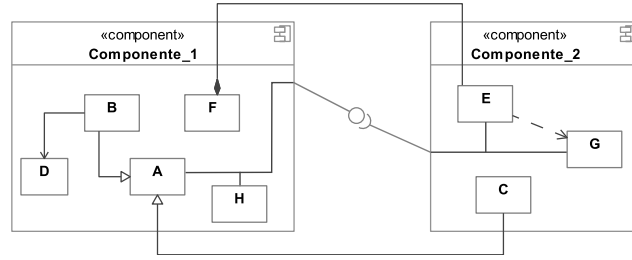 «component»
Componente_1
«component»
Componente_2
B
F
E
G
D
A
C
H